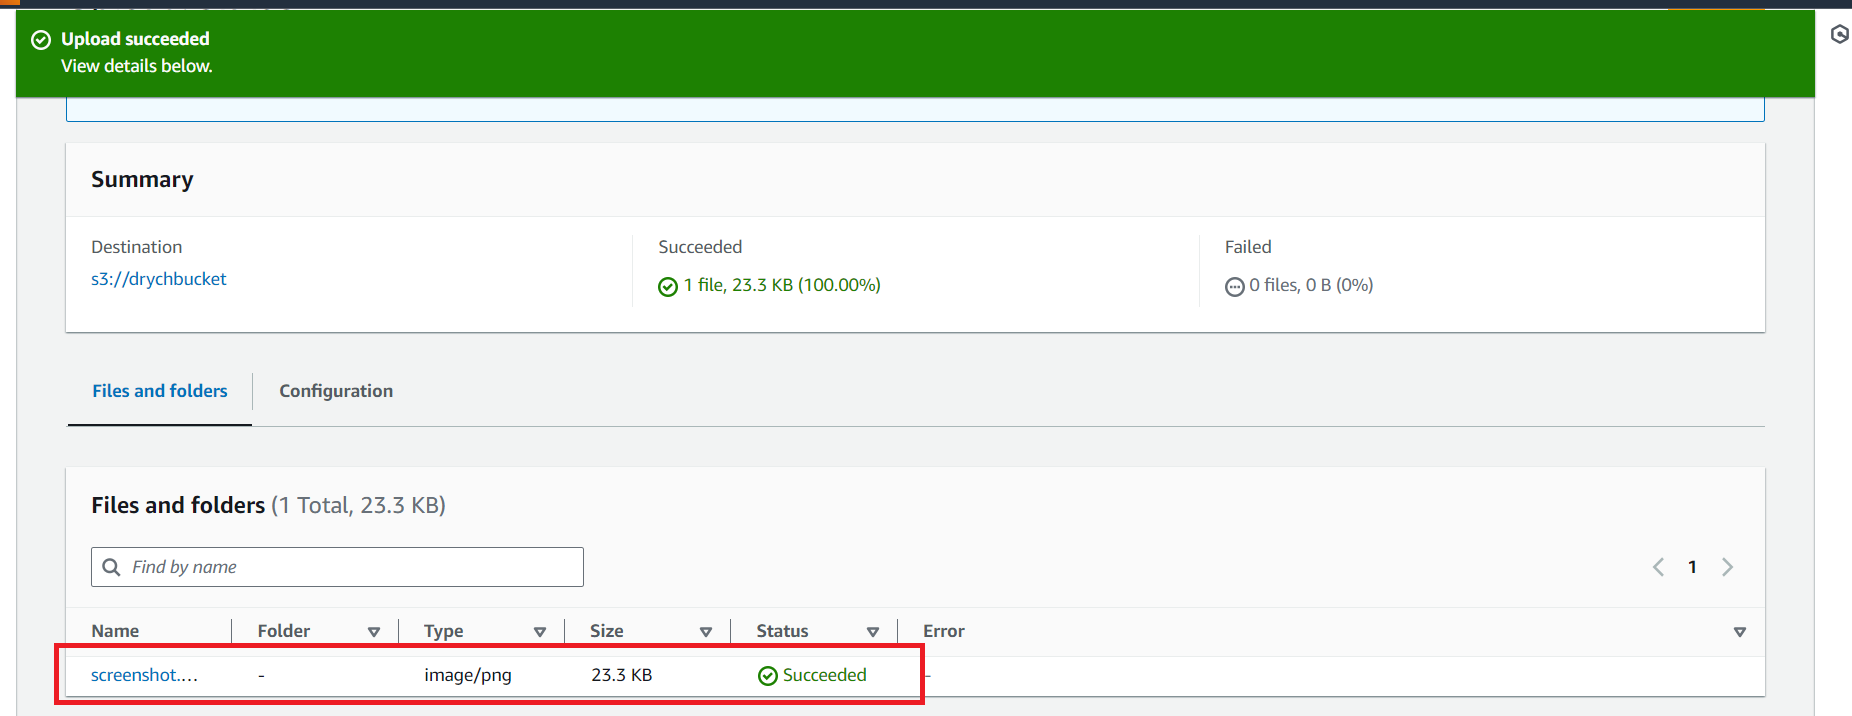 Upload succeeded
View details below.
Summary
Destination
s3://drychbucket
Succeeded
1 file, 23.3 KB (100.00%)
Failed
0 files, 0 B (0%)
Files and folders
Configuration
Files and folders (1 Total, 23.3 KB)
Find by name
1
Name Folder Type Size Status Error
screenshot.... - image/png 23.3 KB Succeeded -